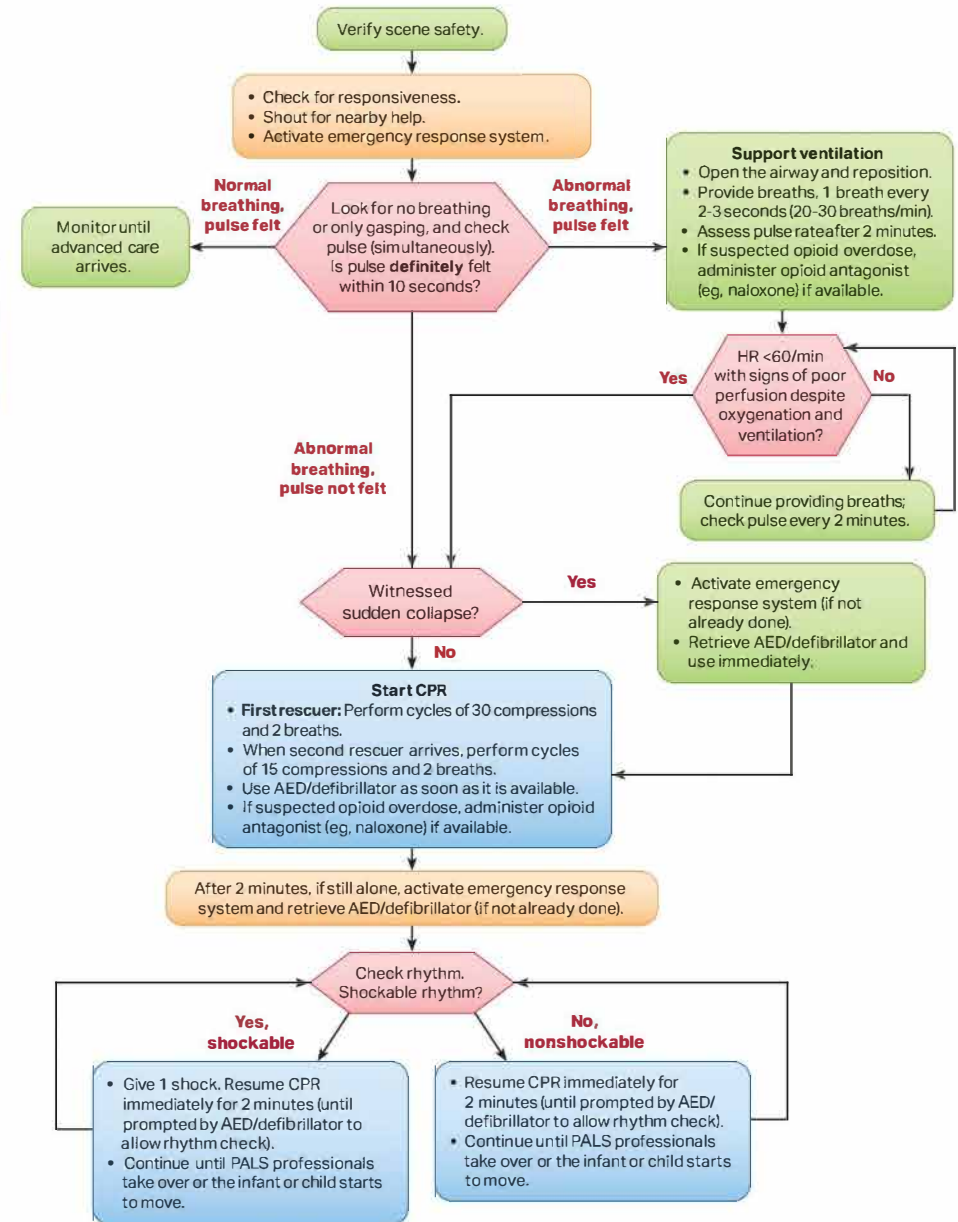 Verify scene safety.
• Check for responsiveness.
• Shout for nearby help.
• Activate emergency response system.
Normal
breathing,
pulse felt
Monitor until
advanced care
arrives.
Look for no breathing
or only gasping, and check
pulse (simultaneously).
Is pulse definitely felt
within 10 seconds?
Abnormal
breathing,
pulse felt
Support ventilation
• Open the airway and reposition.
• Provide breaths, 1 breath every
2-3 seconds (20-30 breaths/min).
• Assess pulse rate after 2 minutes.
• If suspected opioid overdose,
administer opioid antagonist
(eg, naloxone) if available.
HR <60/min
with signs of poor
perfusion despite
oxygenation and
ventilation?
Yes
No
Continue providing breaths;
check pulse every 2 minutes.
Abnormal
breathing,
pulse not felt
Witnessed
sudden collapse?
Yes
• Activate emergency
response system (if not
already done).
• Retrieve AED/defibrillator and
use immediately.
No
Start CPR
• First rescuer: Perform cycles of 30 compressions
and 2 breaths.
• When second rescuer arrives, perform cycles
of 15 compressions and 2 breaths.
• Use AED/defibrillator as soon as it is available.
• If suspected opioid overdose, administer opioid
antagonist (eg, naloxone) if available.
After 2 minutes, if still alone, activate emergency response
system and retrieve AED/defibrillator (if not already done).
Check rhythm.
Shockable rhythm?
Yes,
shockable
No,
nonshockable
• Give 1 shock. Resume CPR
immediately for 2 minutes (until
prompted by AED/defibrillator to
allow rhythm check).
• Continue until PALS professionals
take over or the infant or child starts
to move.
• Resume CPR immediately for
2 minutes (until prompted by AED/
defibrillator to allow rhythm check).
• Continue until PALS professionals
take over or the infant or child starts
to move.